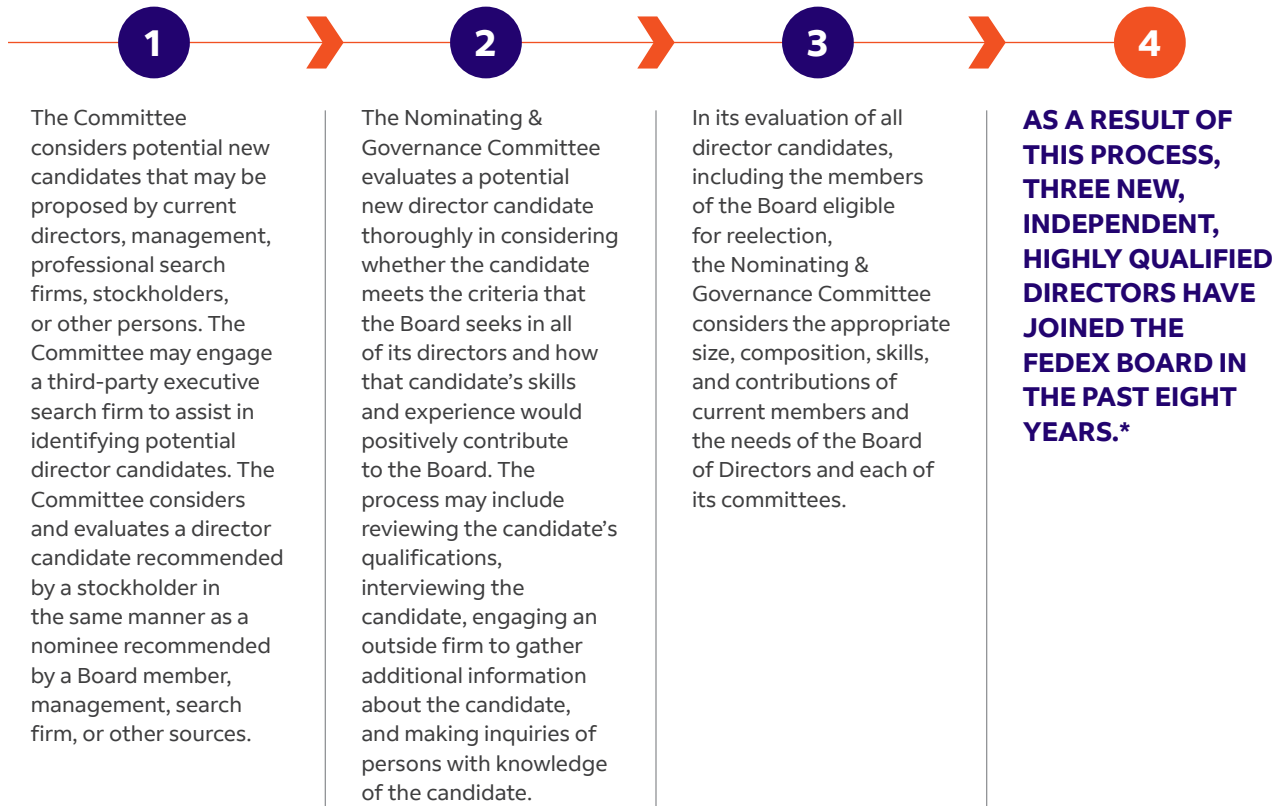 1
The Committee
considers potential new
candidates that may be
proposed by current
directors, management,
professional search
firms, stockholders,
or other persons. The
Committee may engage
a third-party executive
search firm to assist in
identifying potential
director candidates. The
Committee considers
and evaluates a director
candidate recommended
by a stockholder in
the same manner as a
nominee recommended
by a Board member,
management, search
firm, or other sources.
2
The Nominating &
Governance Committee
evaluates a potential
new director candidate
thoroughly in considering
whether the candidate
meets the criteria that
the Board seeks in all
of its directors and how
that candidate’s skills
and experience would
positively contribute
to the Board. The
process may include
reviewing the candidate’s
qualifications,
interviewing the
candidate, engaging an
outside firm to gather
additional information
about the candidate,
and making inquiries of
persons with knowledge
of the candidate.
3
In its evaluation of all
director candidates,
including the members
of the Board eligible
for reelection,
the Nominating &
Governance Committee
considers the appropriate
size, composition, skills,
and contributions of
current members and
the needs of the Board
of Directors and each of
its committees.
4
AS A RESULT OF
THIS PROCESS,
THREE NEW,
INDEPENDENT,
HIGHLY QUALIFIED
DIRECTORS HAVE
JOINED THE
FEDEX BOARD IN
THE PAST EIGHT
YEARS.*